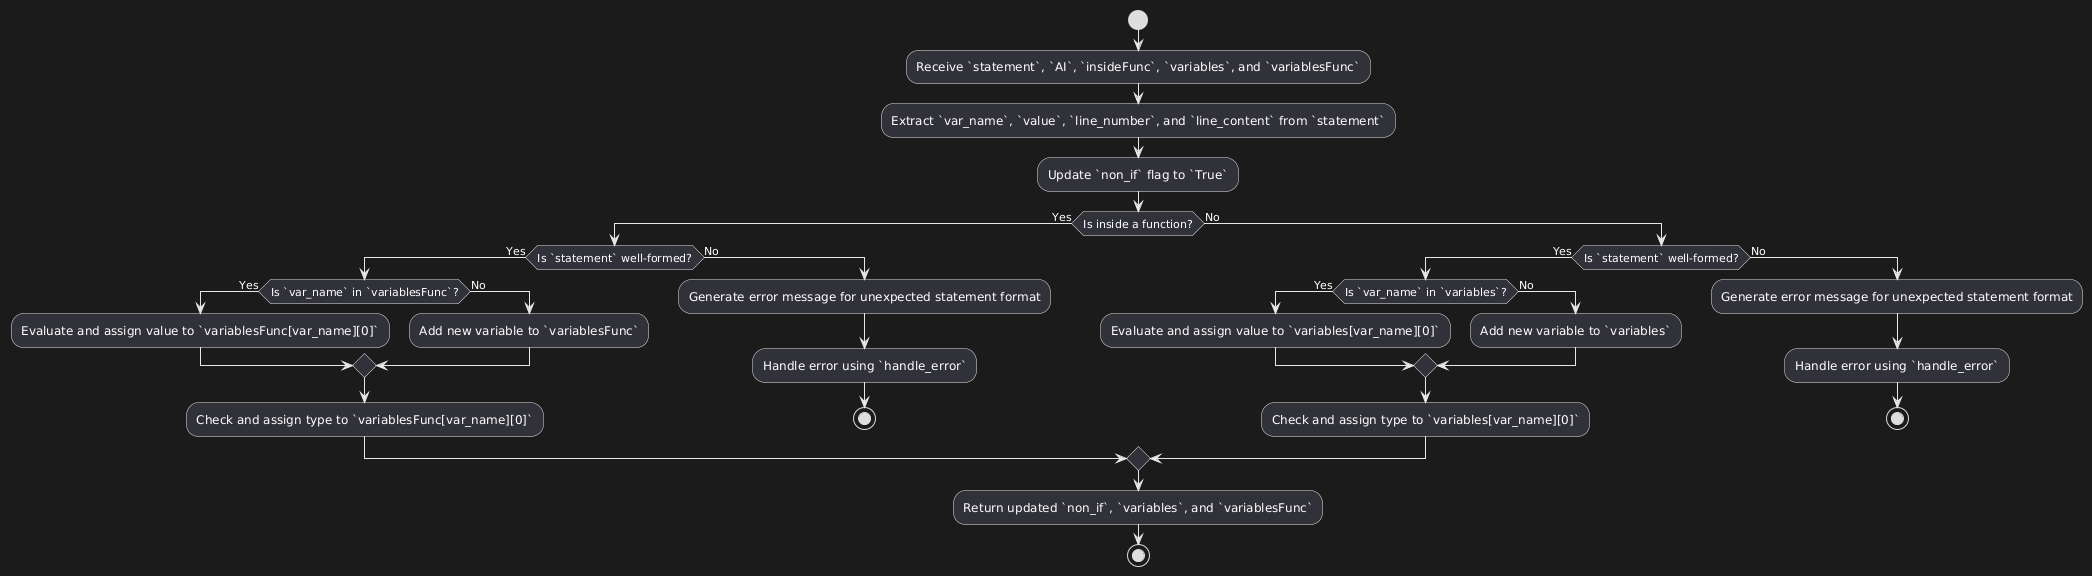 Receive `statement`, `AI`, `insideFunc`, `variables`, and `variablesFunc`
Extract `var_name`, `value`, `line_number`, and `line_content` from `statement`
Update `non_if` flag to `True`
Is inside a function?
Yes
No
Is `statement` well-formed?
Yes
No
Is `var_name` in `variablesFunc`?
Yes
No
Evaluate and assign value to `variablesFunc[var_name][0]`
Add new variable to `variablesFunc`
Check and assign type to `variablesFunc[var_name][0]`
Generate error message for unexpected statement format
Handle error using `handle_error`
Is `statement` well-formed?
Yes
No
Is `var_name` in `variables`?
Yes
No
Evaluate and assign value to `variables[var_name][0]`
Add new variable to `variables`
Check and assign type to `variables[var_name][0]`
Generate error message for unexpected statement format
Handle error using `handle_error`
Return updated `non_if`, `variables`, and `variablesFunc`